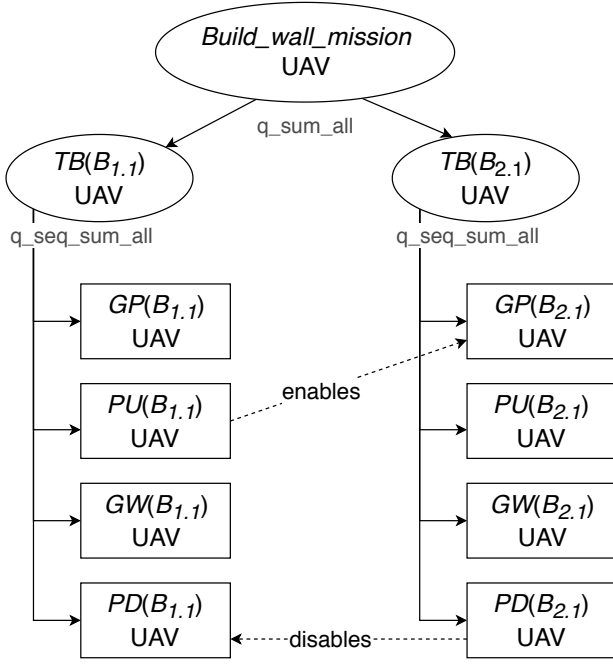 Build_wall_mission
UAV
q_sum_all
TB(B1.1)
UAV
TB(B2.1)
UAV
q_seq_sum_all
q_seq_sum_all
GP(B1.1)
UAV
GP(B2.1)
UAV
PU(B1.1)
UAV
enables
PU(B2.1)
UAV
GW(B1.1)
UAV
GW(B2.1)
UAV
PD(B1.1)
UAV
disables
PD(B2.1)
UAV